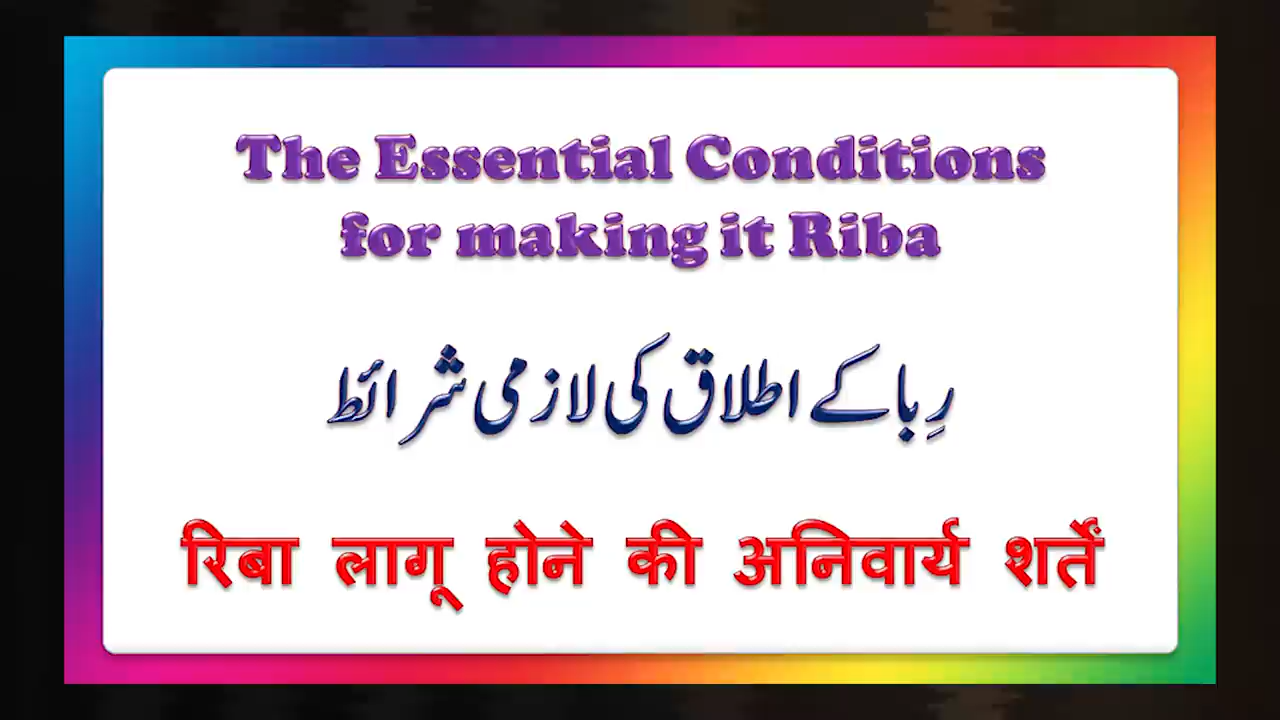 The Essential Conditions
for making it Riba
رِبا کے اطلاق کی لازمی شرائط
रिबा लागू होने की अनिवार्य शर्तें